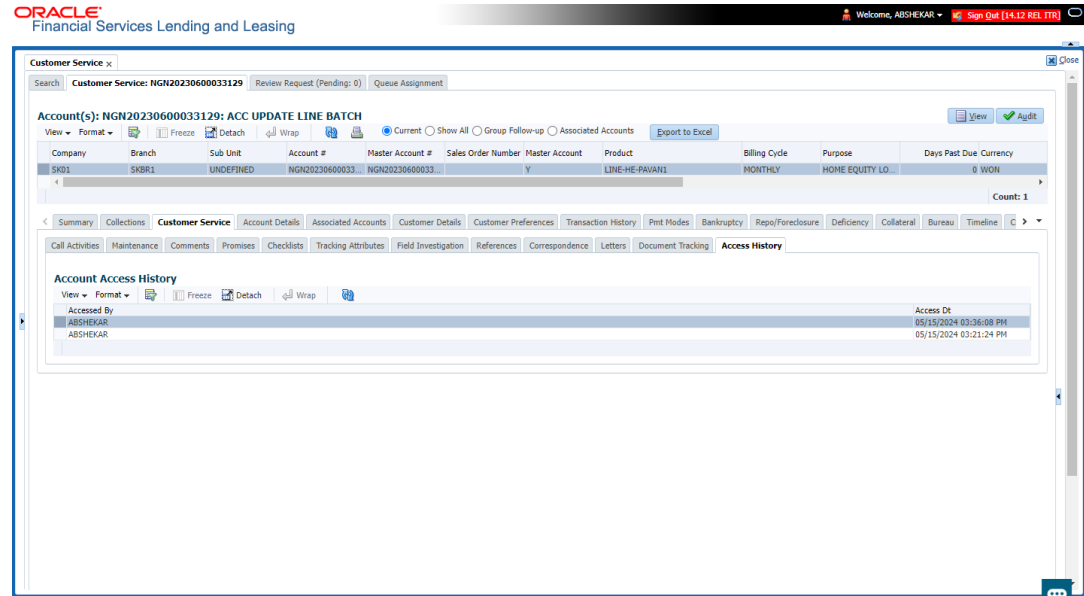 ORACLE
Financial Services Lending and Leasing
Welcome, ABSHEKAR Sign Out [14.12 REL ITR]
Close
Customer Service x
Search Customer Service: NGN20230600033129 Review Request (Pending: 0) Queue Assignment
Account(s): NGN20230600033129: ACC UPDATE LINE BATCH
View Audit
View Format Freeze Detach Wrap Current Show All Group Follow-up Associated Accounts Export to Excel
Company Branch Sub Unit Account # Master Account # Sales Order Number Master Account Product Billing Cycle Purpose Days Past Due Currency
SK01 SKBR1 UNDEFINED NGN20230600033... NGN20230600033... Y LINE-HE-PAVAN1 MONTHLY HOME EQUITY LO... 0 WON
Count: 1
Summary Collections Customer Service Account Details Associated Accounts Customer Details Customer Preferences Transaction History Pmt Modes Bankruptcy Repo/Foreclosure Deficiency Collateral Bureau Timeline C
Call Activities Maintenance Comments Promises Checklists Tracking Attributes Field Investigation References Correspondence Letters Document Tracking Access History
Account Access History
View Format Freeze Detach Wrap
Accessed By Access Dt
ABSHEKAR 05/15/2024 03:36:08 PM
ABSHEKAR 05/15/2024 03:21:24 PM